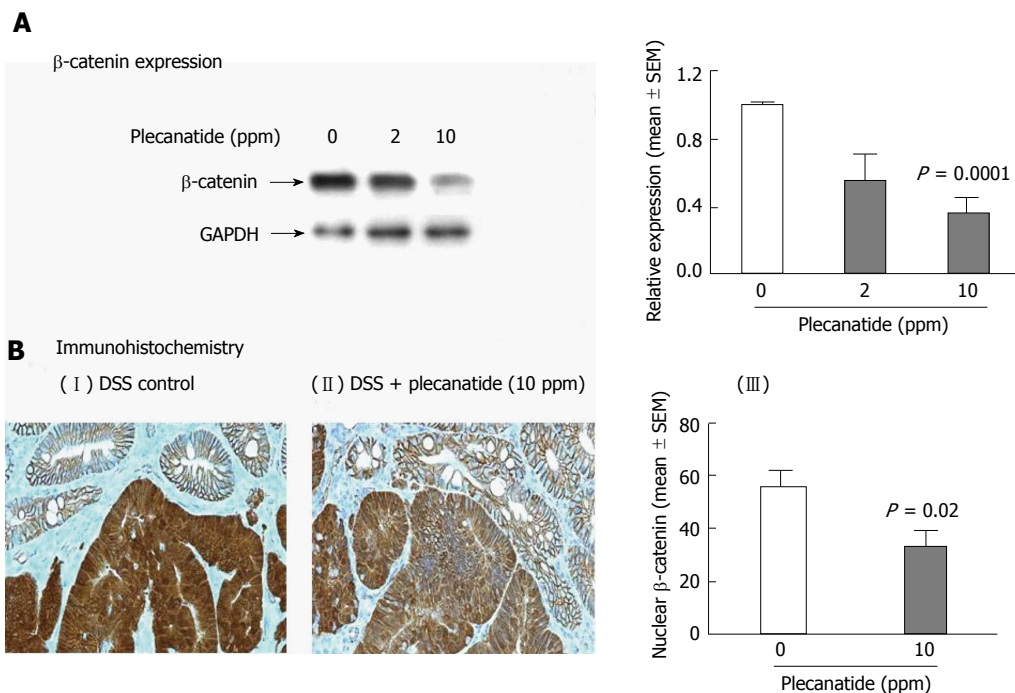 A
β-catenin expression
Plecanatide (ppm) 0 2 10
β-catenin
GAPDH
Relative expression (mean ± SEM)
1.2
0.8
0.4
0.0
P = 0.0001
0 2 10
Plecanatide (ppm)
B Immunohistochemistry
( Ⅰ ) DSS control
( Ⅱ ) DSS + plecanatide (10 ppm)
(Ⅲ)
Nuclear β-catenin (mean ± SEM)
80
60
40
20
0
P = 0.02
0 10
Plecanatide (ppm)